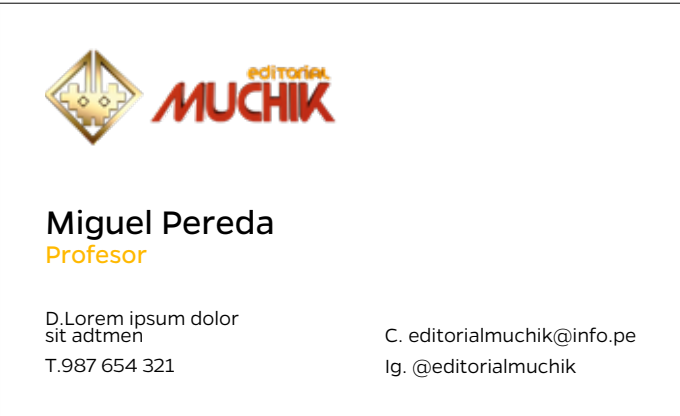 editorial
MUCHIK
Miguel Pereda
Profesor
D.Lorem ipsum dolor
sit adtmen
T.987 654 321
C. editorialmuchik@info.pe
Ig. @editorialmuchik